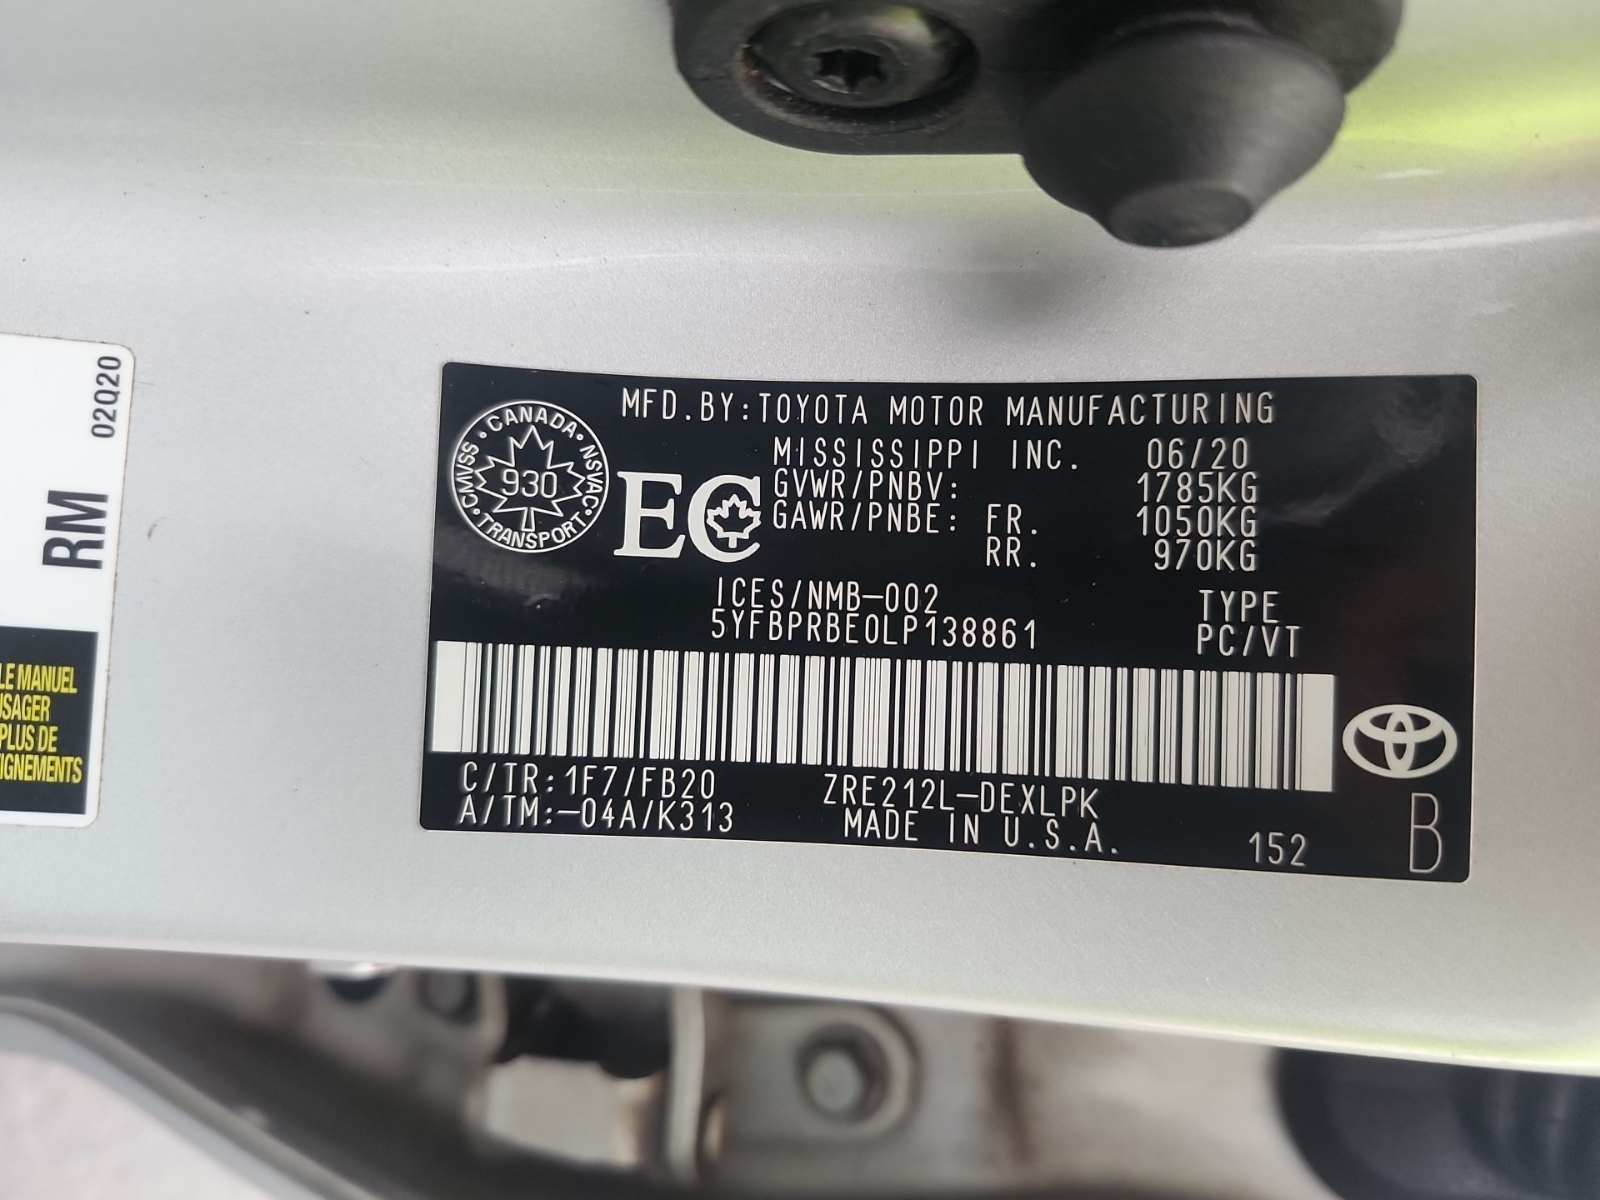 02Q20
RM
LE MANUEL
USAGER
PLUS DE
IGNEMENTS
CANADA
CMVSS
930
NSVAC
TRANSPORT
EC
MFD.BY:TOYOTA MOTOR MANUFACTURING
MISSISSIPPI INC. 06/20
GVWR/PNBV: 1785KG
GAWR/PNBE: FR. 1050KG
RR. 970KG
ICES/NMB-002 TYPE
5YFBPRBE0LP138861 PC/VT
C/TR:1F7/FB20 ZRE212L-DEXLPK
A/TM:-04A/K313 MADE IN U.S.A. 152 B